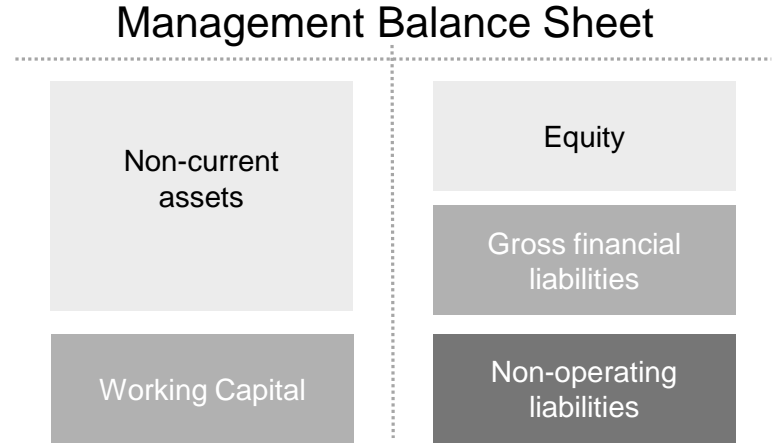 Management Balance Sheet
Non-current
assets
Working Capital
Equity
Gross financial
liabilities
Non-operating
liabilities